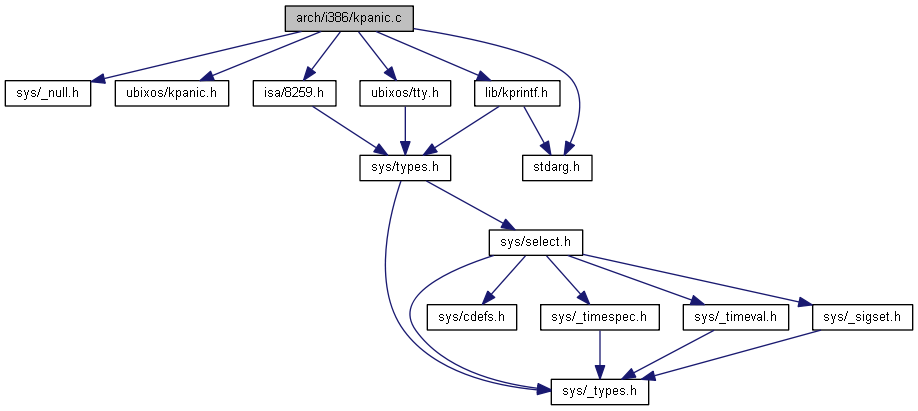 arch/i386/kpanic.c
sys/_null.h
ubixos/kpanic.h
isa/8259.h
ubixos/tty.h
lib/kprintf.h
sys/types.h
stdarg.h
sys/select.h
sys/cdefs.h
sys/_timespec.h
sys/_timeval.h
sys/_sigset.h
sys/_types.h